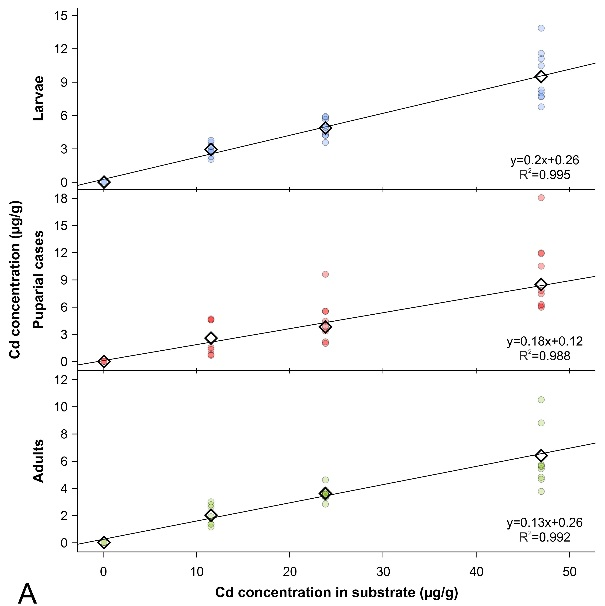 15
12
9
6
3
0
Larvae
y=0.2x+0.26
R²=0.995
18
15
12
9
6
3
0
Cd concentration (µg/g)
Puparial cases
y=0.18x+0.12
R²=0.988
12
10
8
6
4
2
0
Adults
y=0.13x+0.26
R²=0.992
0 10 20 30 40 50
Cd concentration in substrate (µg/g)
A